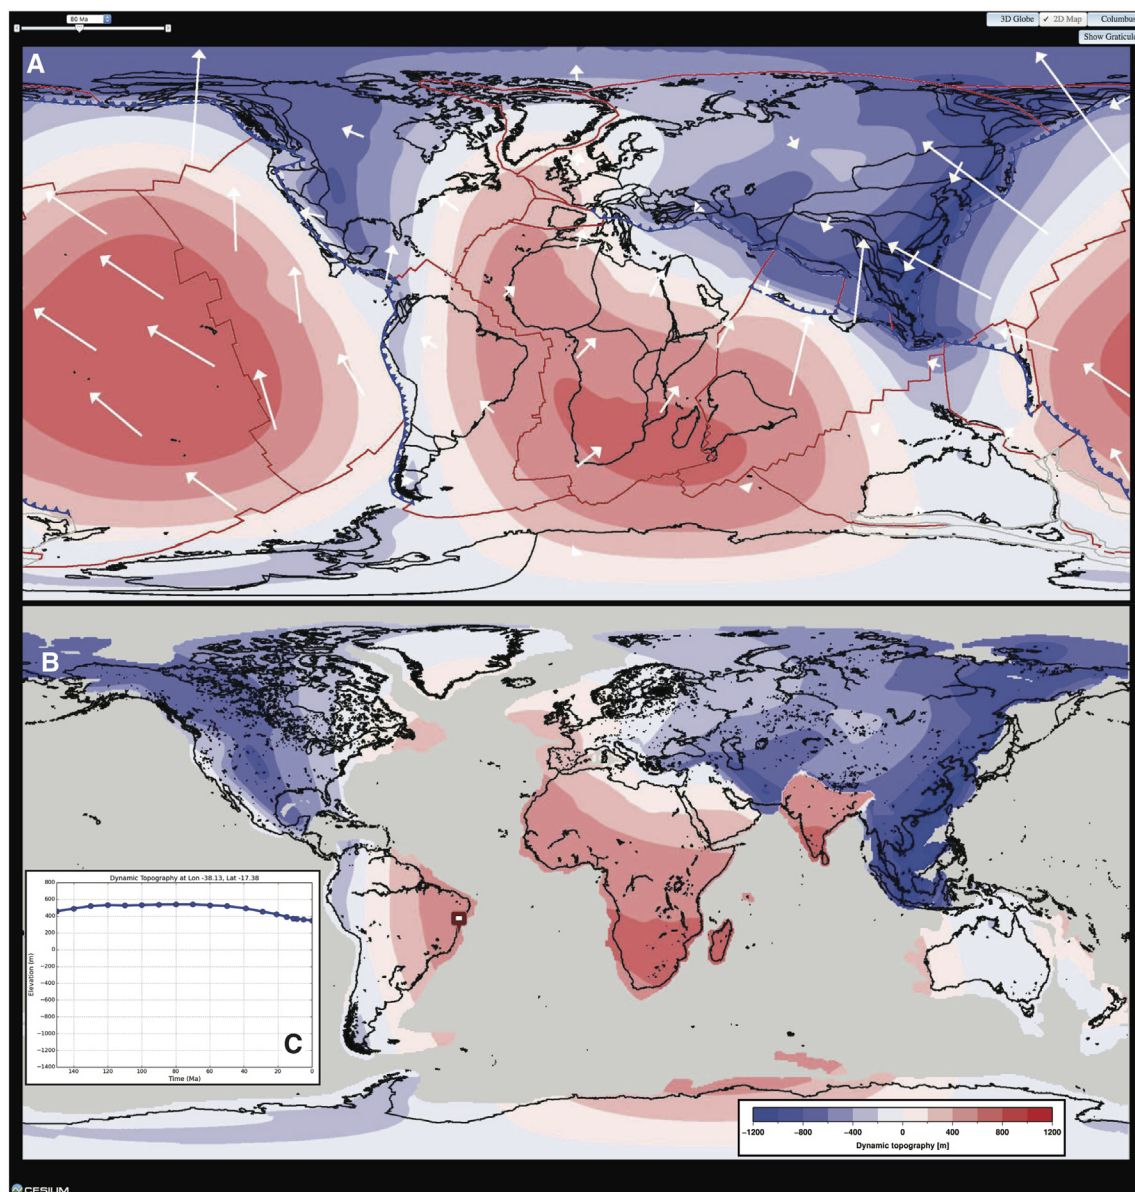 80 Ma
3D Globe ✓ 2D Map Columbus
Show Graticule
A
B
Dynamic Topography at Lon -38.13, Lat -17.38
800
600
400
200
0
−200
−400
−600
−800
−1000
−1200
−1400
Elevation (m)
140 120 100 80 60 40 20 0
Time (Ma)
C
-1200 -800 -400 0 400 800 1200
Dynamic topography [m]
CESIUM